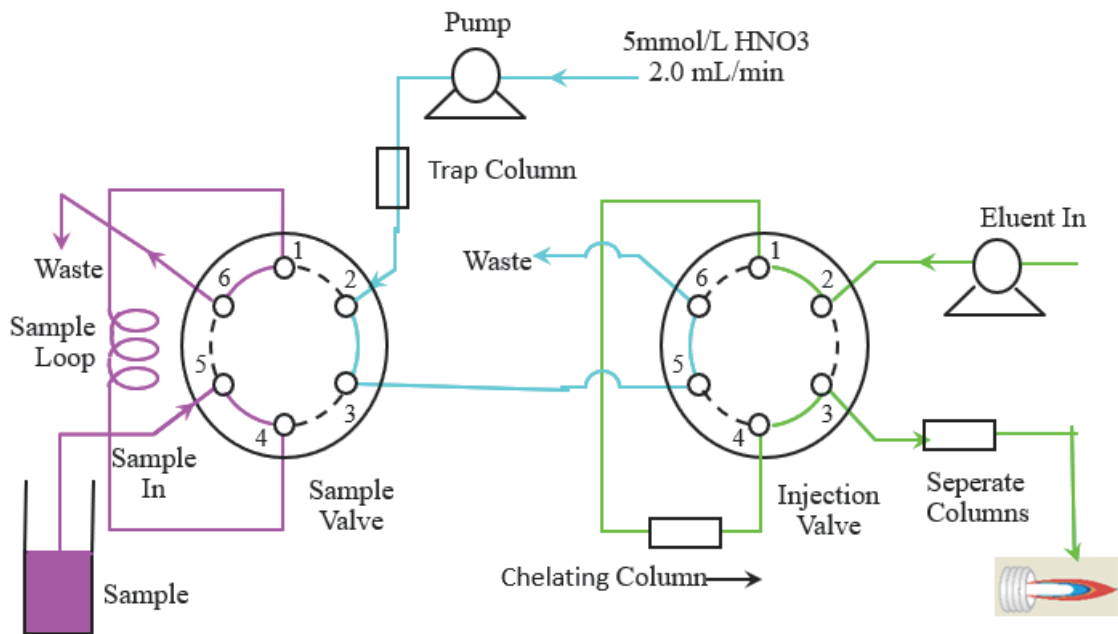 Pump
5mmol/L HNO3
2.0 mL/min
Trap Column
Eluent In
Waste
Waste
Sample
Loop
1
2
3
4
5
6
1
2
3
4
5
6
Sample
In
Sample
Valve
Injection
Valve
Seperate
Columns
Chelating Column
Sample